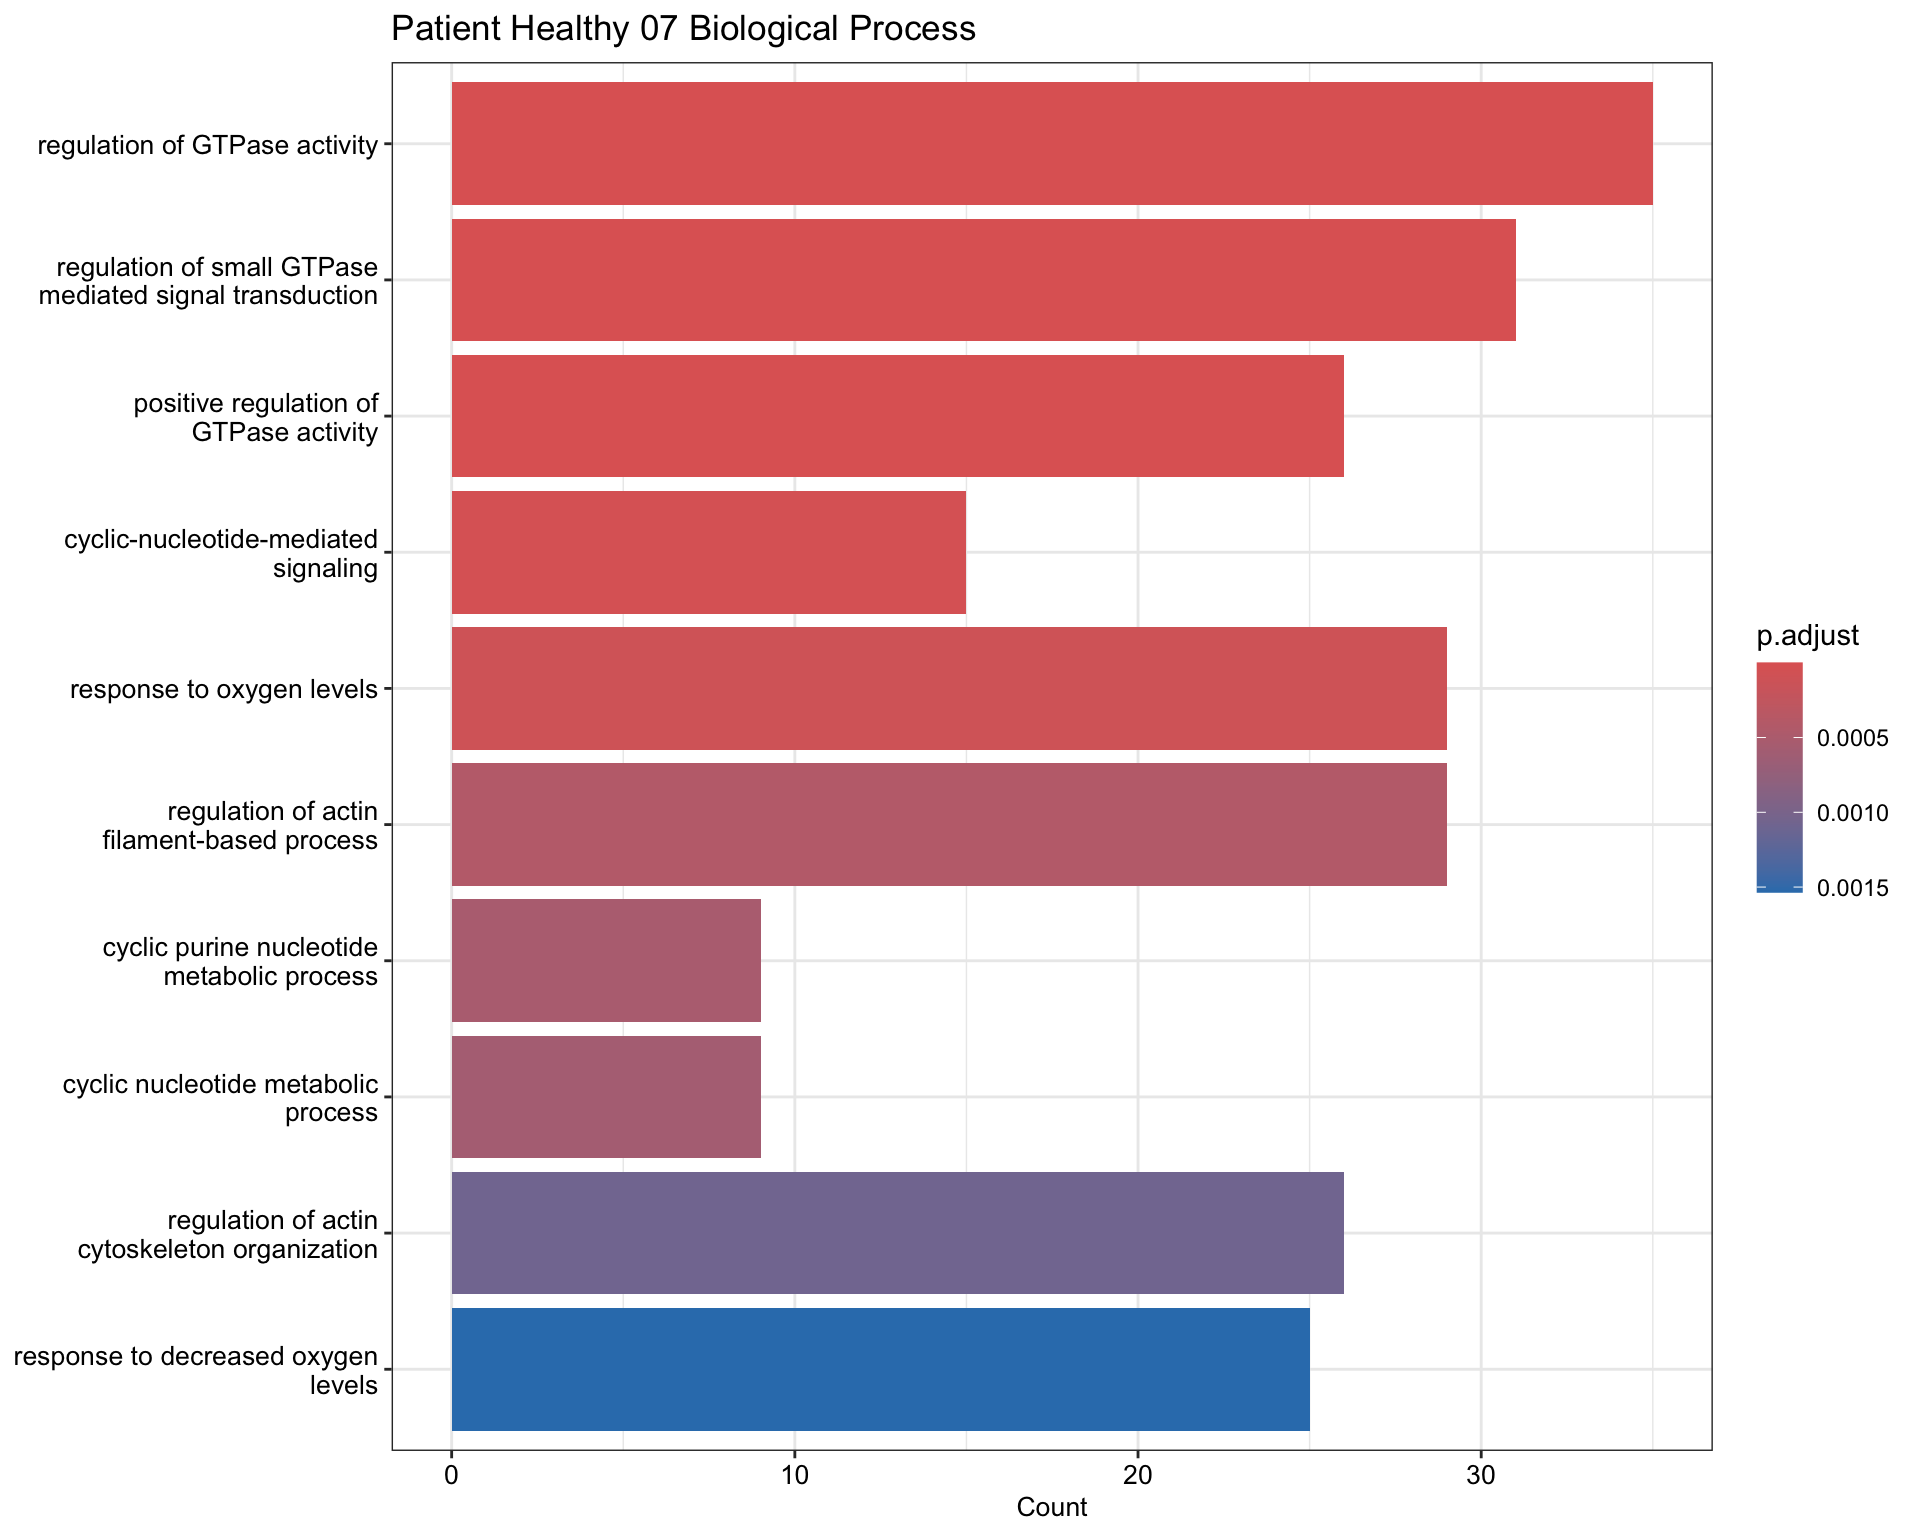 Patient Healthy 07 Biological Process
regulation of GTPase activity
regulation of small GTPase
mediated signal transduction
positive regulation of
GTPase activity
cyclic-nucleotide-mediated
signaling
response to oxygen levels
regulation of actin
filament-based process
cyclic purine nucleotide
metabolic process
cyclic nucleotide metabolic
process
regulation of actin
cytoskeleton organization
response to decreased oxygen
levels
0
10
20
30
Count
p.adjust
0.0005
0.0010
0.0015